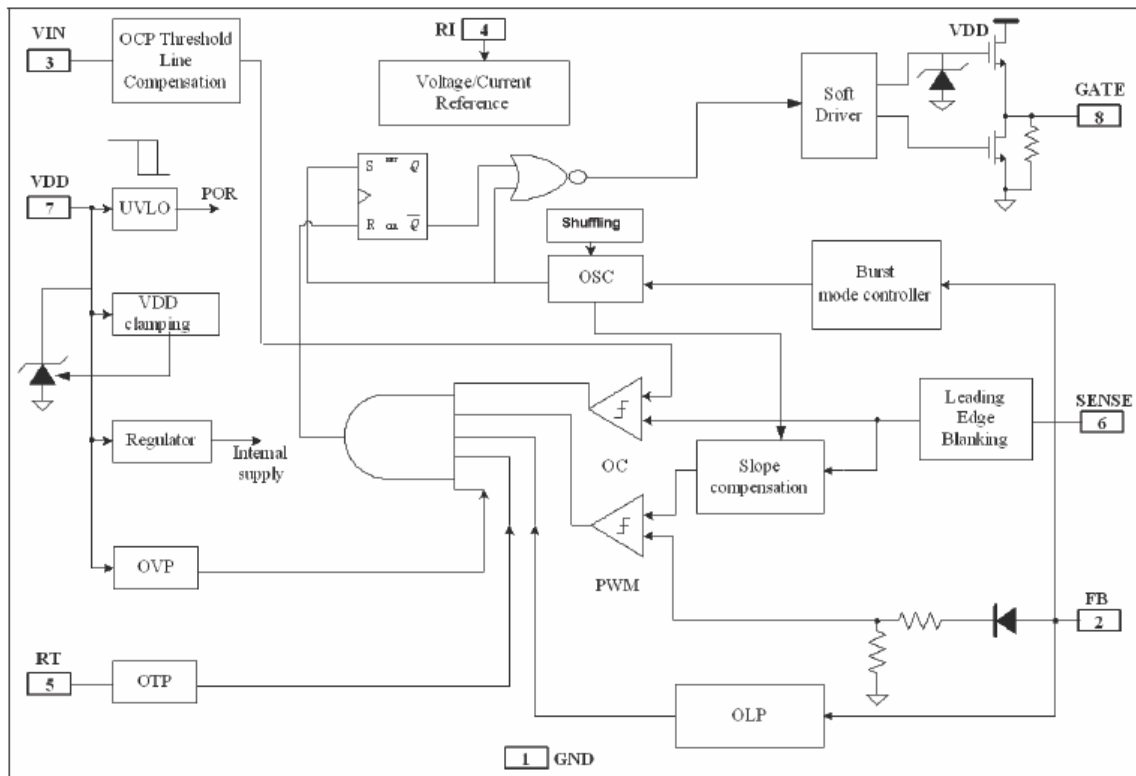 VIN
3
OCP Threshold
Line
Compensation
RI
4
Voltage/Current
Reference
VDD
Soft
Driver
GATE
8
VDD
7
UVLO
POR
S
Q
R
Q
Shuffling
OSC
Burst
mode controller
VDD
clamping
Regulator
Internal
supply
OC
Slope
compensation
Leading
Edge
Blanking
SENSE
6
OVP
PWM
FB
2
RT
5
OTP
OLP
1
GND